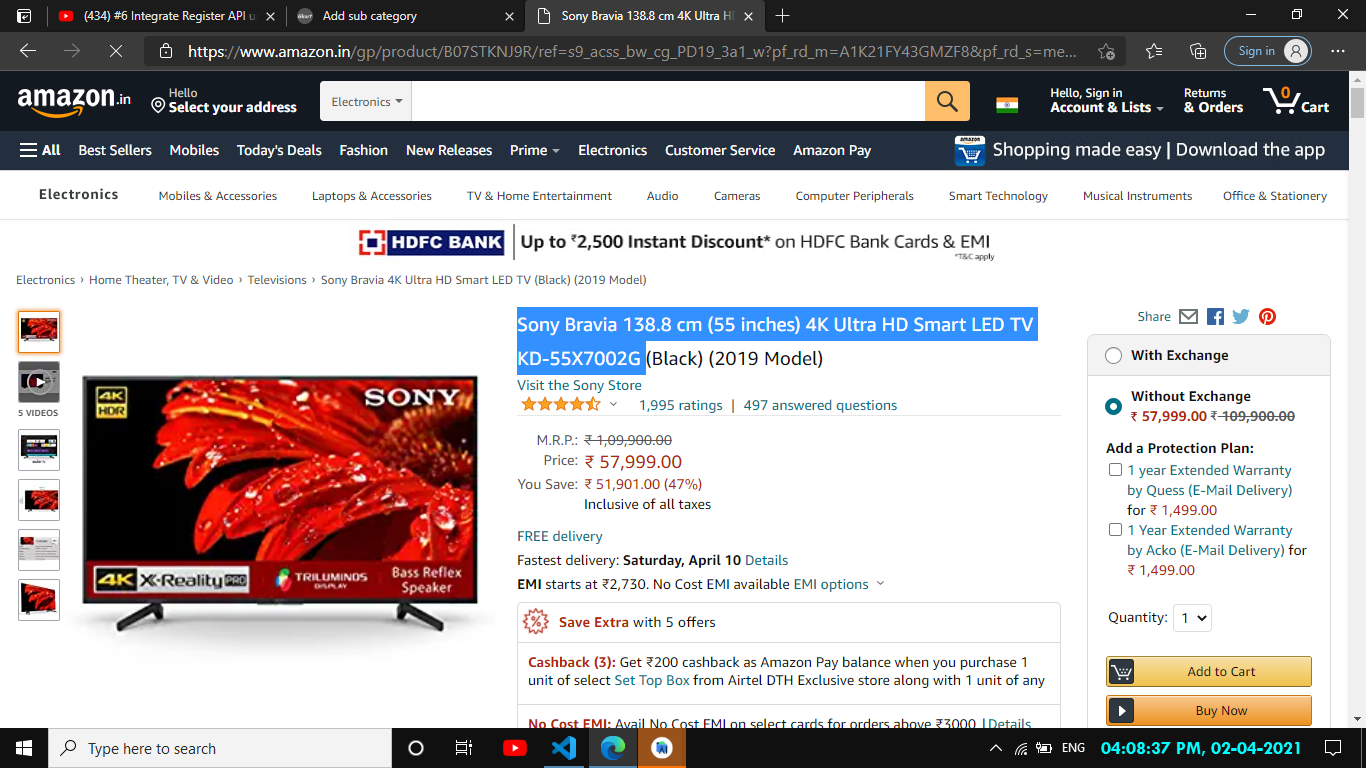 (434) #6 Integrate Register API u
Add sub category
Sony Bravia 138.8 cm 4K Ultra HI
https://www.amazon.in/gp/product/B07STKNJ9R/ref=s9_acss_bw_cg_PD19_3a1_w?pf_rd_m=A1K21FY43GMZF8&pf_rd_s=me...
Sign in
amazon.in
Hello
Select your address
Electronics
Hello, Sign in
Account & Lists
Returns
& Orders
0
Cart
All
Best Sellers
Mobiles
Today's Deals
Fashion
New Releases
Prime
Electronics
Customer Service
Amazon Pay
amazon
Shopping made easy | Download the app
Electronics
Mobiles & Accessories
Laptops & Accessories
TV & Home Entertainment
Audio
Cameras
Computer Peripherals
Smart Technology
Musical Instruments
Office & Stationery
HDFC BANK
Up to ₹2,500 Instant Discount* on HDFC Bank Cards & EMI
*T&C apply
Electronics › Home Theater, TV & Video › Televisions › Sony Bravia 4K Ultra HD Smart LED TV (Black) (2019 Model)
5 VIDEOS
4K
HDR
SONY
4K X-Reality PRO
TRILUMINOS
DISPLAY
Bass Reflex
Speaker
Sony Bravia 138.8 cm (55 inches) 4K Ultra HD Smart LED TV
KD-55X7002G (Black) (2019 Model)
Visit the Sony Store
1,995 ratings | 497 answered questions
M.R.P.: ₹ 1,09,900.00
Price: ₹ 57,999.00
You Save: ₹ 51,901.00 (47%)
Inclusive of all taxes
FREE delivery
Fastest delivery: Saturday, April 10 Details
EMI starts at ₹2,730. No Cost EMI available EMI options
Save Extra with 5 offers
Cashback (3): Get ₹200 cashback as Amazon Pay balance when you purchase 1
unit of select Set Top Box from Airtel DTH Exclusive store along with 1 unit of any
No Cost EMI: Avail No Cost EMI on select cards for orders above ₹3000 | Details
Share
With Exchange
Without Exchange
₹ 57,999.00 ₹ 109,900.00
Add a Protection Plan:
1 year Extended Warranty
by Quess (E-Mail Delivery)
for ₹ 1,499.00
1 Year Extended Warranty
by Acko (E-Mail Delivery) for
₹ 1,499.00
Quantity: 1
Add to Cart
Buy Now
Type here to search
ENG
04:08:37 PM, 02-04-2021